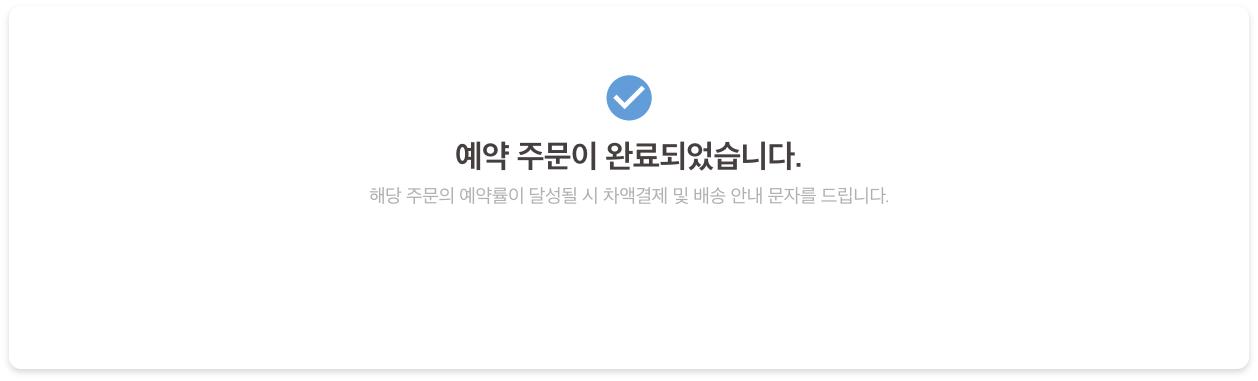 예약 주문이 완료되었습니다.
해당 주문의 예약률이 달성될 시 차액결제 및 배송 안내 문자를 드립니다.